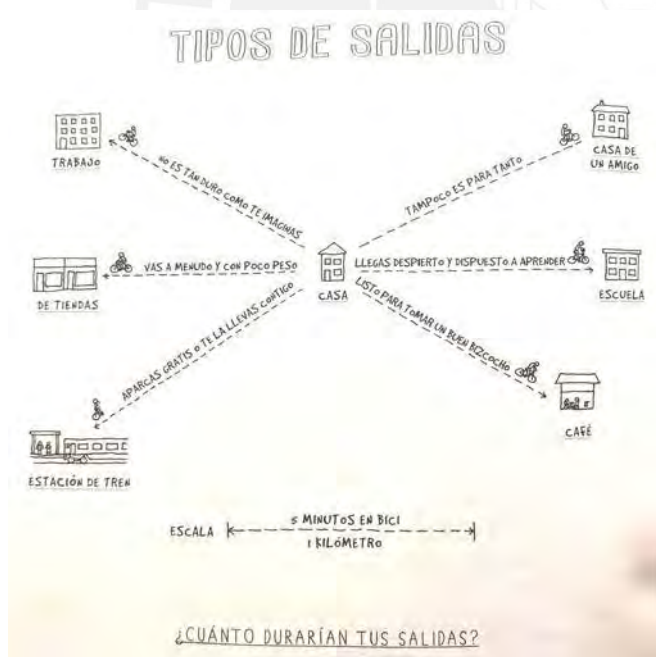 TIPOS DE SALIDAS
TRABAJO
NO ES TAN DURO COMO TE IMAGINAS
CASA DE
UN AMIGO
TAMPOCO ES PARA TANTO
DE TIENDAS
VAS A MENUDO Y CON POCO PESO
CASA
LLEGAS DESPIERTO Y DISPUESTO A APRENDER
ESCUELA
APARCAS GRATIS O TE LA LLEVAS CONTIGO
LISTO PARA TOMAR UN BUEN BIZCOCHO
CAFÉ
ESTACIÓN DE TREN
ESCALA
5 MINUTOS EN BICI
1 KILÓMETRO
¿CUÁNTO DURARÍAN TUS SALIDAS?